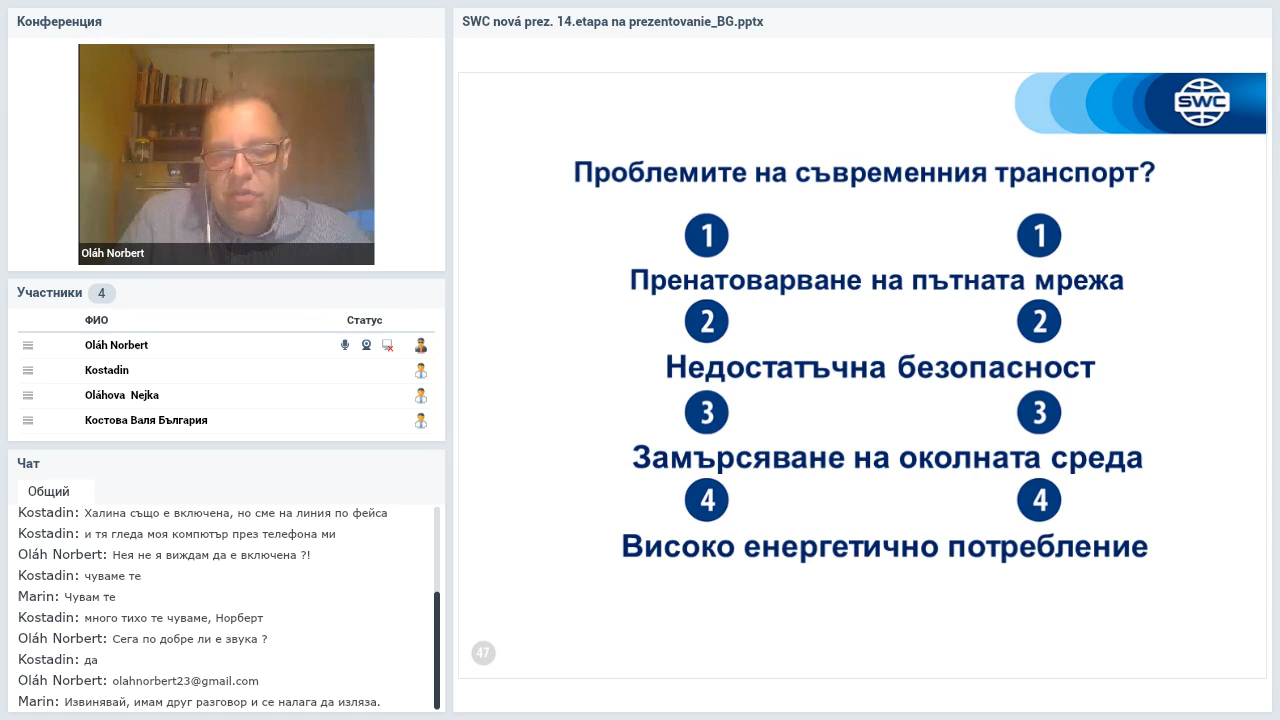 Конференция
Oláh Norbert
Участники 4
ФИО Статус
Oláh Norbert
Kostadin
Oláhova Nejka
Костова Валя България
Чат
Общий
Kostadin: Халина също е включена, но сме на линия по фейса
Kostadin: и тя гледа моя компютър през телефона ми
Oláh Norbert: Нея не я виждам да е включена ?!
Kostadin: чуваме те
Marin: Чувам те
Kostadin: много тихо те чуваме, Норберт
Oláh Norbert: Сега по добре ли е звука ?
Kostadin: да
Oláh Norbert: olahnorbert23@gmail.com
Marin: Извинявай, имам друг разговор и се налага да изляза.
SWC nová prez. 14.etapa na prezentovanie_BG.pptx
SWC
Проблемите на съвременния транспорт?
1 1
Пренатоварване на пътната мрежа
2 2
Недостатъчна безопасност
3 3
Замърсяване на околната среда
4 4
Високо енергетично потребление
47